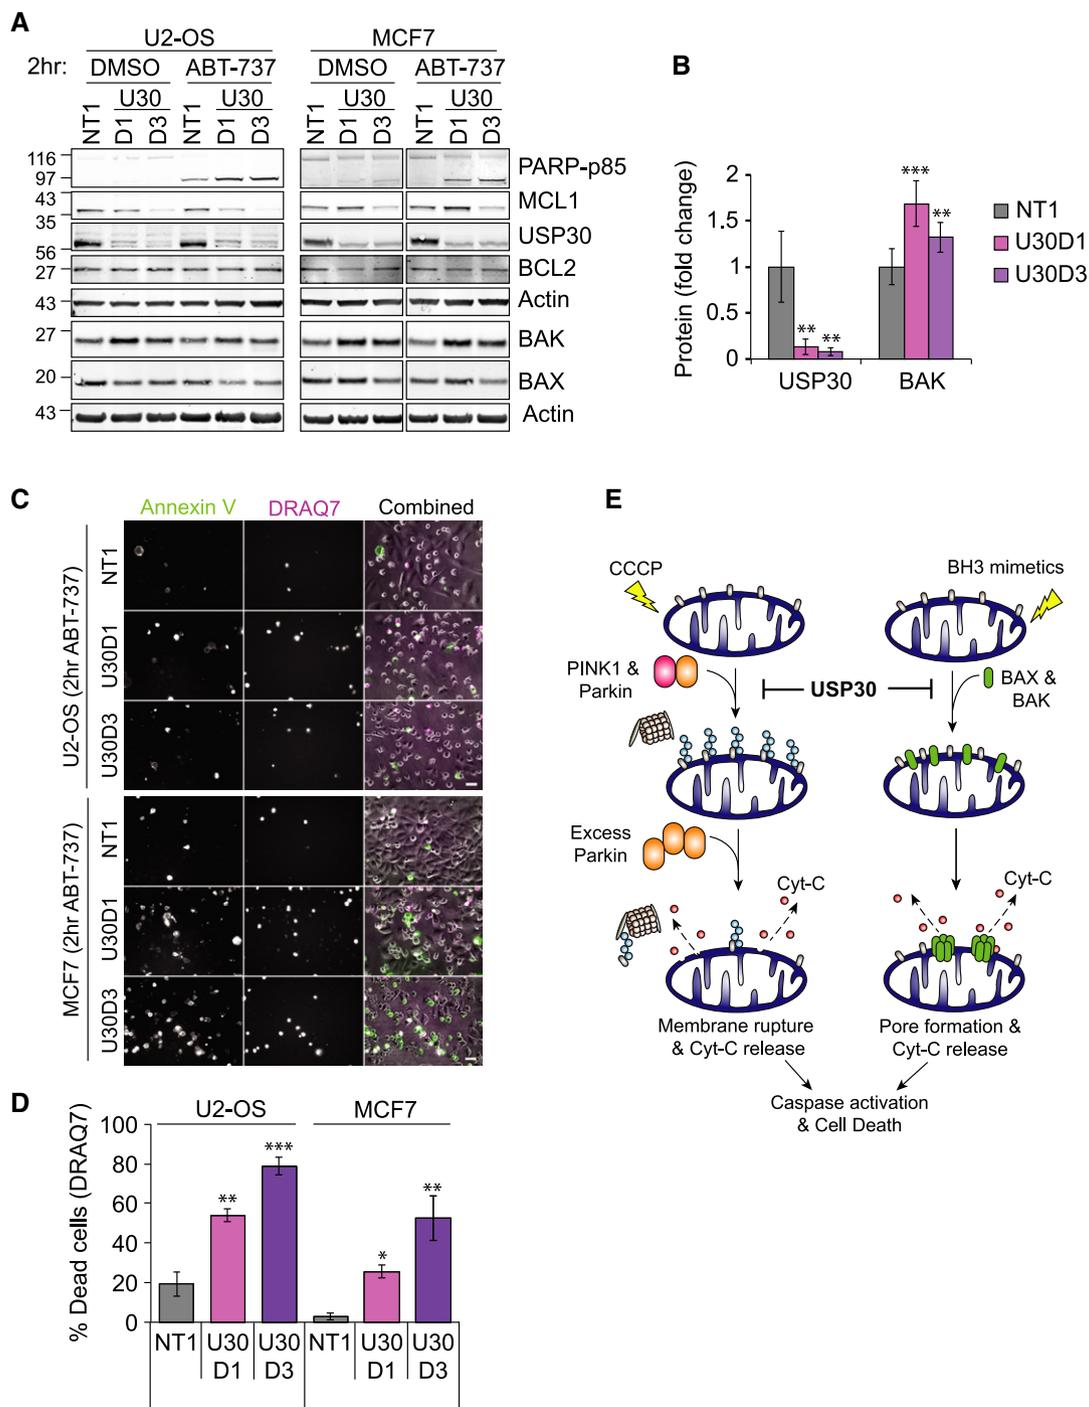 A
U2-OS
MCF7
2hr:
DMSO
ABT-737
DMSO
ABT-737
U30
U30
U30
U30
NT1
D1
D3
NT1
D1
D3
NT1
D1
D3
NT1
D1
D3
116
97
PARP-p85
43
35
MCL1
USP30
56
27
BCL2
43
Actin
27
BAK
20
BAX
43
Actin
B
Protein (fold change)
2
1.5
1
0.5
0
**
**
***
**
USP30
BAK
NT1
U30D1
U30D3
C
Annexin V
DRAQ7
Combined
U2-OS (2hr ABT-737)
NT1
U30D1
U30D3
MCF7 (2hr ABT-737)
NT1
U30D1
U30D3
D
% Dead cells (DRAQ7)
U2-OS
MCF7
100
80
60
40
20
0
**
***
*
**
NT1
U30
D1
U30
D3
NT1
U30
D1
U30
D3
E
CCCP
BH3 mimetics
PINK1 &
Parkin
USP30
BAX &
BAK
Excess
Parkin
Cyt-C
Cyt-C
Membrane rupture
& Cyt-C release
Pore formation &
Cyt-C release
Caspase activation
& Cell Death